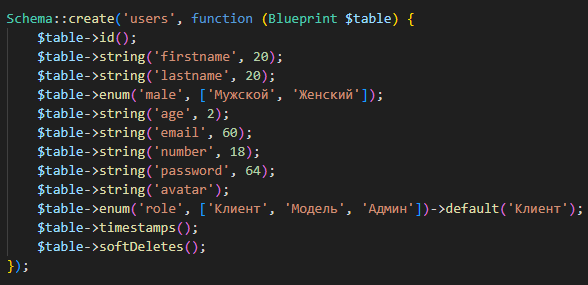 Schema::create('users', function (Blueprint $table) {
    $table->id();
    $table->string('firstname', 20);
    $table->string('lastname', 20);
    $table->enum('male', ['Мужской', 'Женский']);
    $table->string('age', 2);
    $table->string('email', 60);
    $table->string('number', 18);
    $table->string('password', 64);
    $table->string('avatar');
    $table->enum('role', ['Клиент', 'Модель', 'Админ'])->default('Клиент');
    $table->timestamps();
    $table->softDeletes();
});